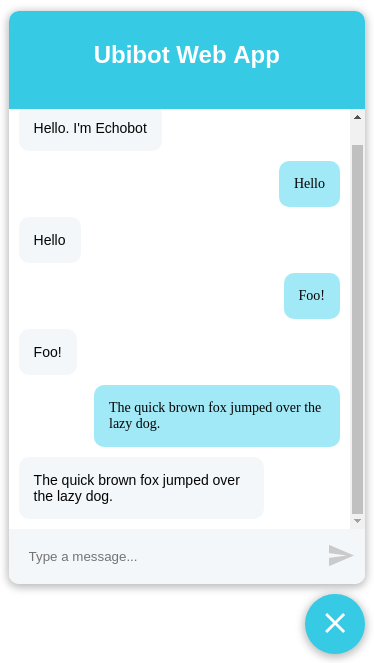 Ubibot Web App
Hello. I'm Echobot
Hello
Hello
Foo!
Foo!
The quick brown fox jumped over the
lazy dog.
The quick brown fox jumped over
the lazy dog.
Type a message...